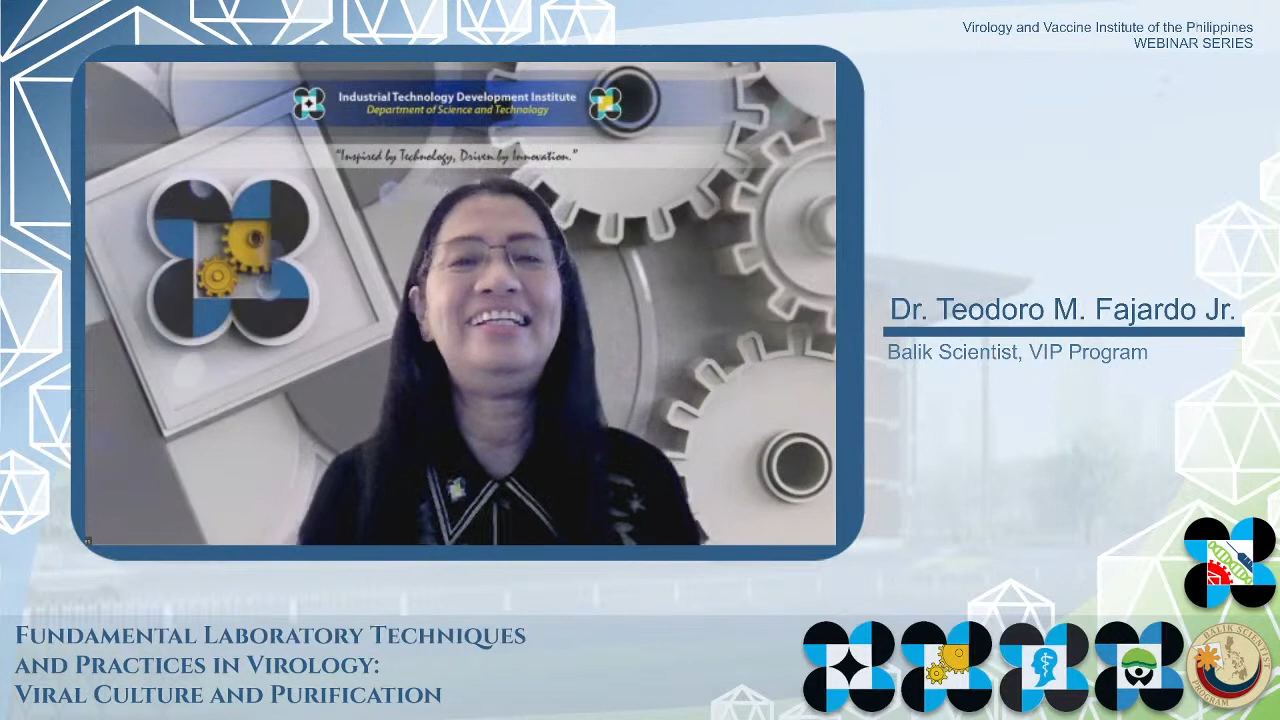 Virology and Vaccine Institute of the Philippines
WEBINAR SERIES
Industrial Technology Development Institute
Department of Science and Technology
"Inspired by Technology, Driven by Innovation."
Dr. Teodoro M. Fajardo Jr.
Balik Scientist, VIP Program
FUNDAMENTAL LABORATORY TECHNIQUES
AND PRACTICES IN VIROLOGY:
VIRAL CULTURE AND PURIFICATION
BALIK SCIENTIST
PROGRAM